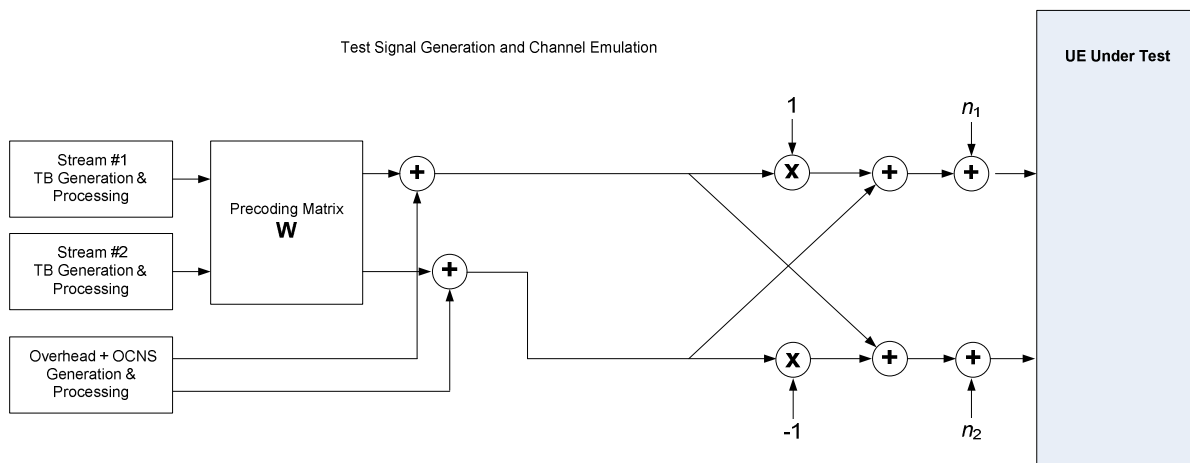 Test Signal Generation and Channel Emulation
UE Under Test
1
n1
Stream #1
TB Generation &
Processing
+
x
+
+
Precoding Matrix
W
Stream #2
TB Generation &
Processing
+
Overhead + OCNS
Generation &
Processing
x
+
+
-1
n2